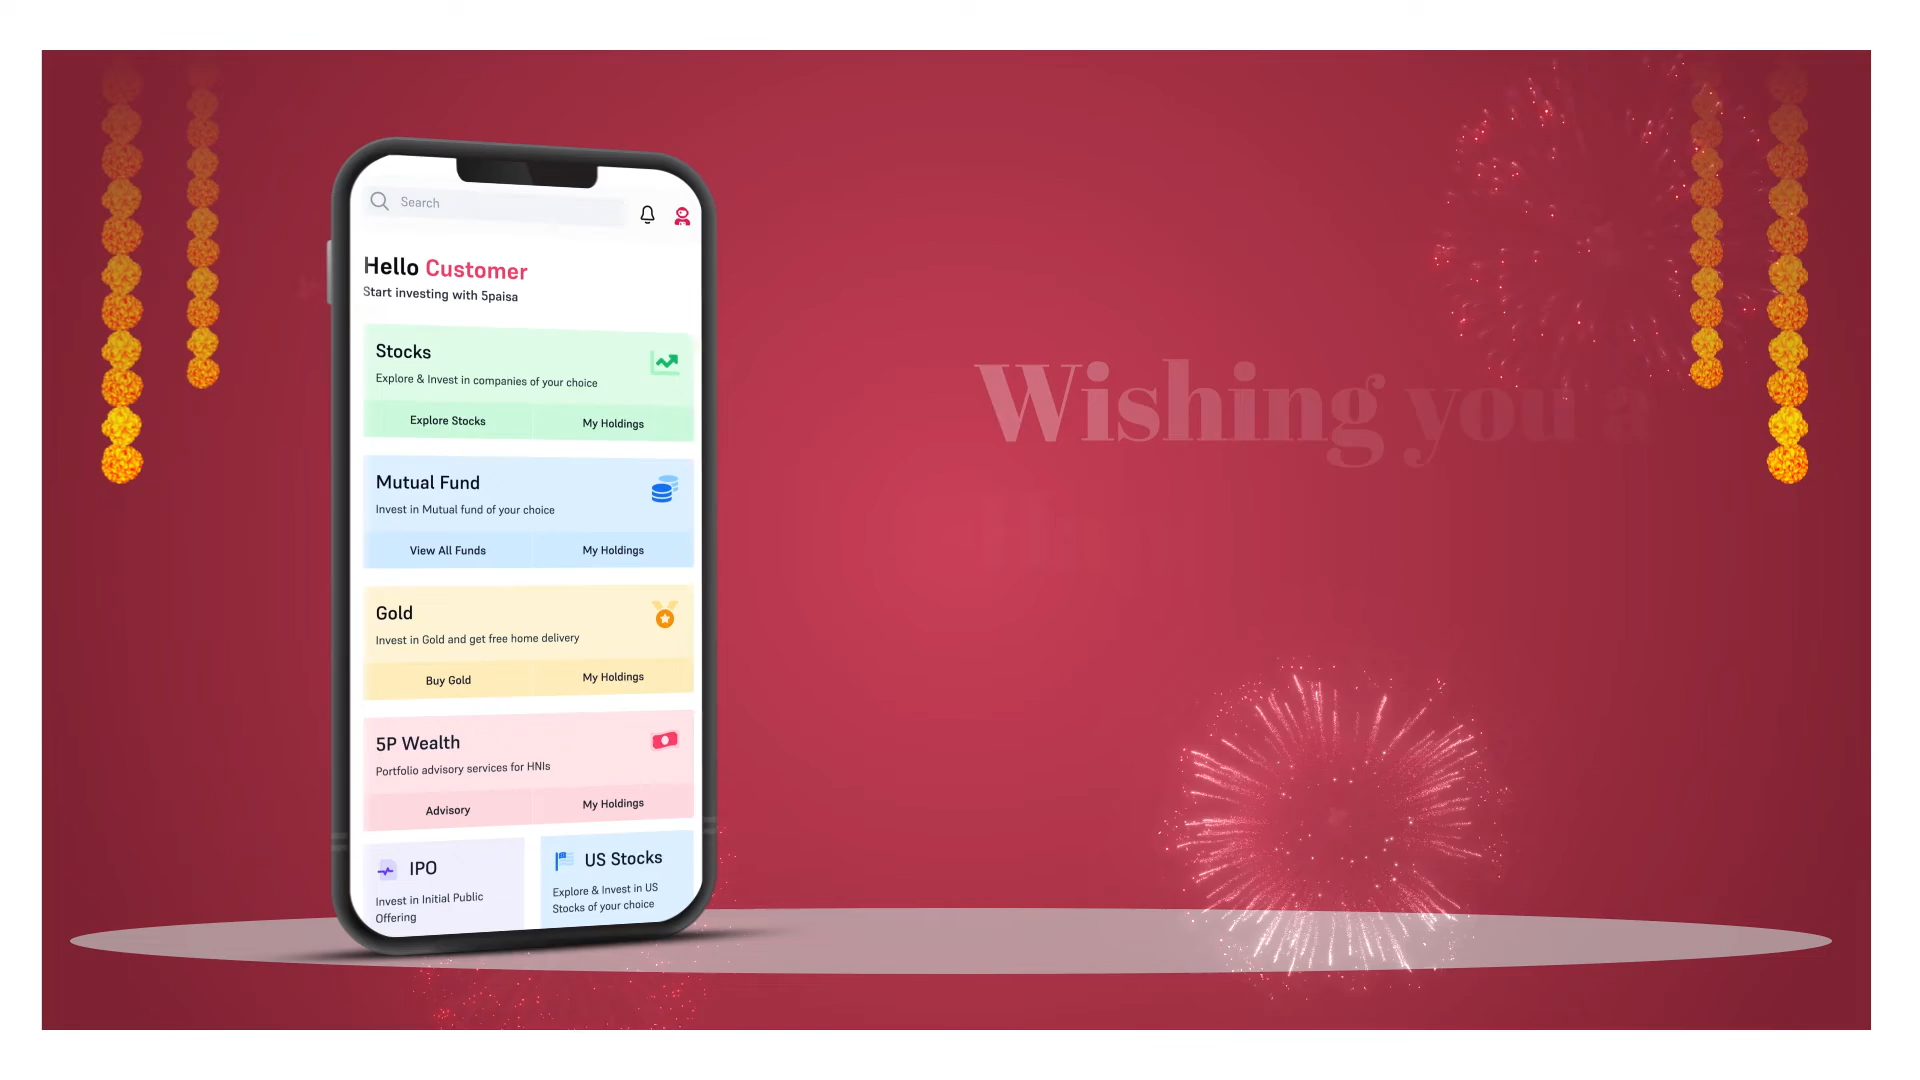 Search
Hello Customer
Start investing with 5paisa
Stocks
Explore & Invest in companies of your choice
Explore Stocks
My Holdings
Mutual Fund
Invest in Mutual fund of your choice
View All Funds
My Holdings
Gold
Invest in Gold and get free home delivery
Buy Gold
My Holdings
5P Wealth
Portfolio advisory services for HNIs
Advisory
My Holdings
IPO
Invest in Initial Public
Offering
US Stocks
Explore & Invest in US
Stocks of your choice
Wishing you a